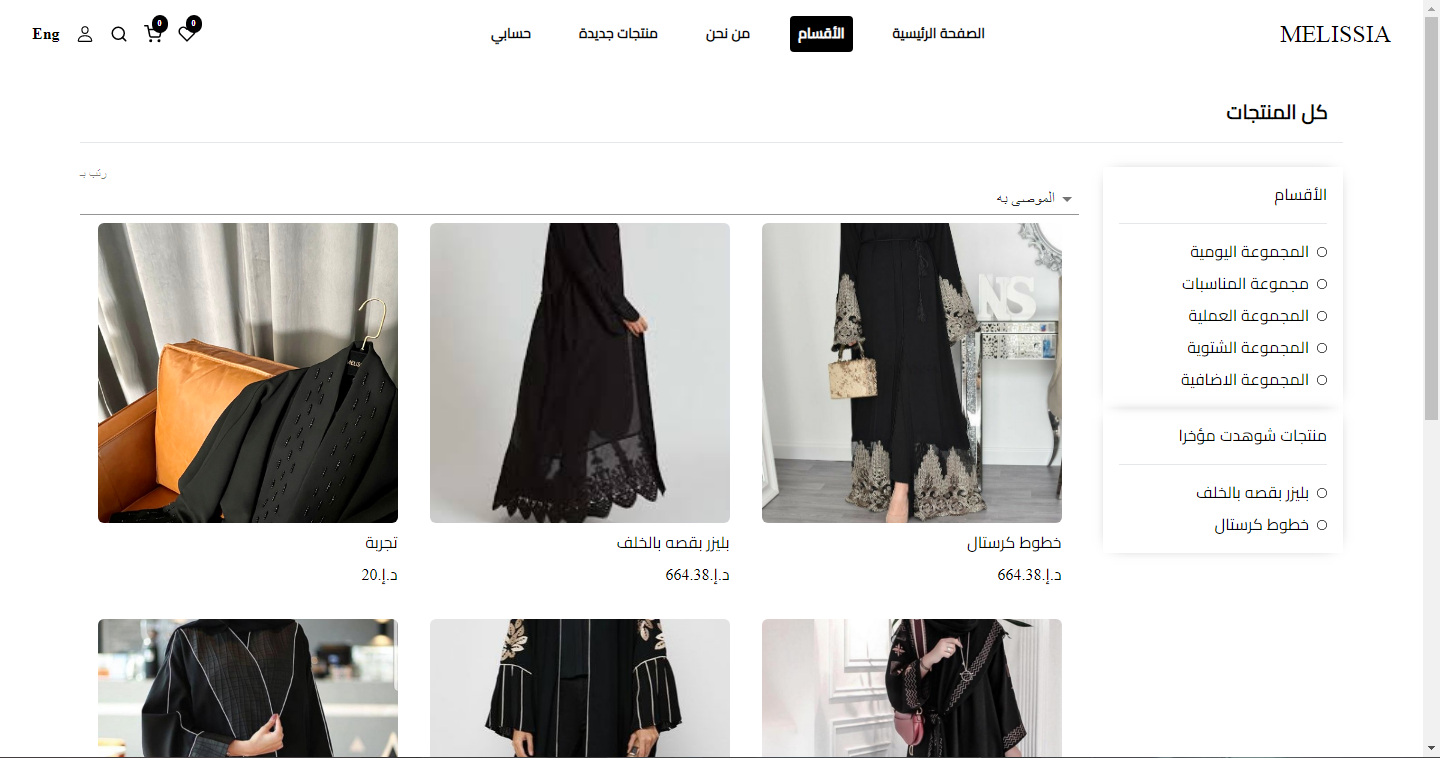 MELISSIA
الصفحة الرئيسية
الأقسام
من نحن
منتجات جديدة
حسابي
0
0
Eng
كل المنتجات
الأقسام
المجموعة اليومية
مجموعة المناسبات
المجموعة العملية
المجموعة الشتوية
المجموعة الاضافية
منتجات شوهدت مؤخرا
بليزر بقصه بالخلف
خطوط كرستال
رتب بـ
الموصى به
NS
خطوط كرستال
د.إ.664.38
بليزر بقصه بالخلف
د.إ.664.38
تجربة
د.إ.20